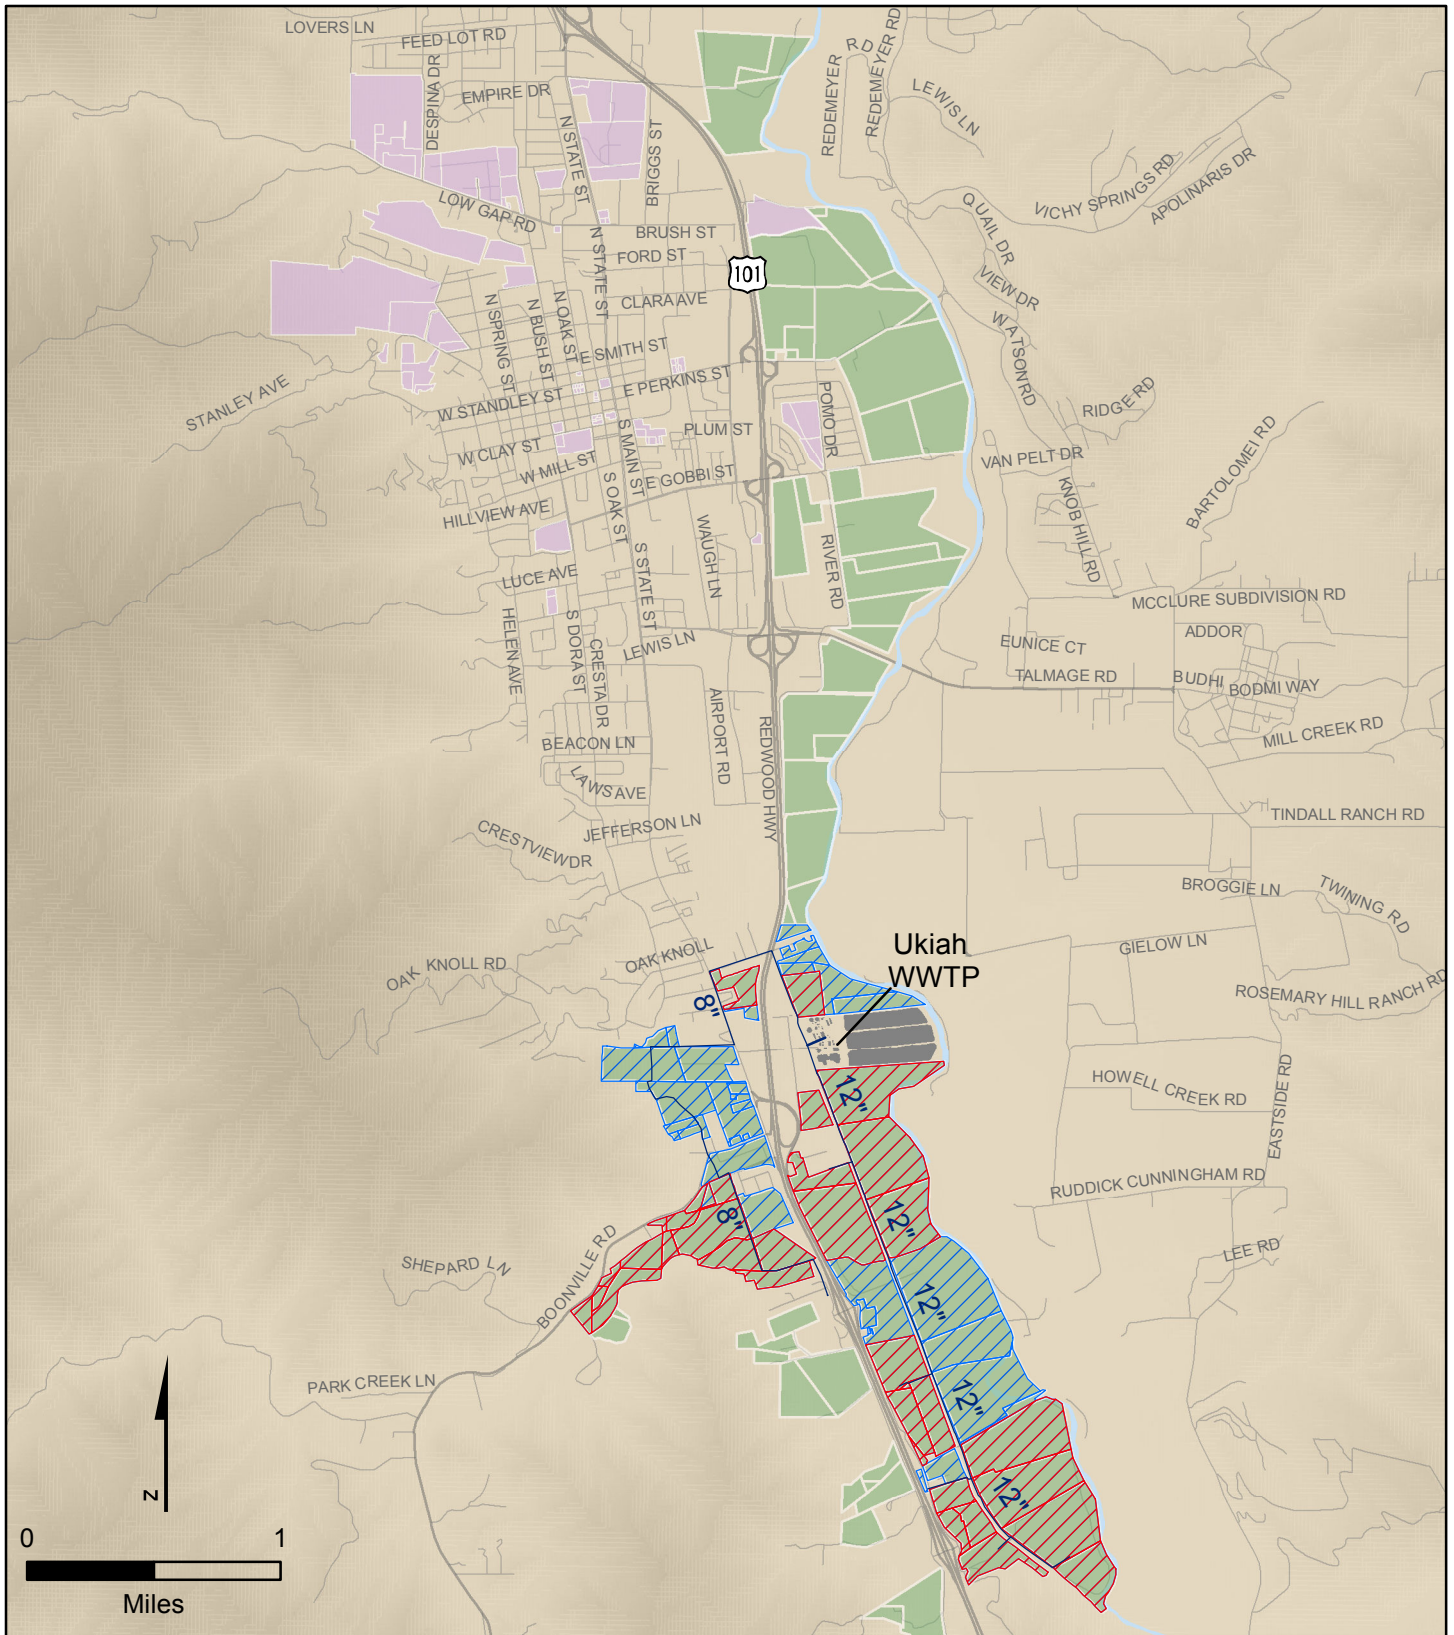 LOVERS LN
FEED LOT RD
DESPINA DR
EMPIRE DR
N STATE ST
BRIGGS ST
REDEMEYER RD
REDEMEYER RD
LEWIS LN
VICHY SPRINGS RD
APOLINARIS DR
LOW GAP RD
BRUSH ST
FORD ST
N STATE ST
CLARA AVE
101
QUAIL DR
VIEW DR
WATSON RD
N SPRING ST
N BUSH ST
N OAK ST
E SMITH ST
E PERKINS ST
STANLEY AVE
W STANDLEY ST
POMO DR
RIDGE RD
S MAIN ST
PLUM ST
W CLAY ST
W MILL ST
E GOBBI ST
VAN PELT DR
BARTOLOMEI RD
KNOB HILL RD
HILLVIEW AVE
S OAK ST
WAUGH LN
RIVER RD
S STATE ST
LUCE AVE
HELEN AVE
S DORA ST
CRESTA DR
LEWIS LN
MCCLURE SUBDIVISION RD
ADDOR
EUNICE CT
TALMAGE RD
BUDHI
BODMI WAY
MILL CREEK RD
AIRPORT RD
REDWOOD HWY
BEACON LN
LAWS AVE
JEFFERSON LN
CRESTVIEW DR
TINDALL RANCH RD
BROGGIE LN
TWINING RD
GIELOW LN
OAK KNOLL
OAK KNOLL RD
Ukiah
WWTP
ROSEMARY HILL RANCH RD
8"
12"
HOWELL CREEK RD
EASTSIDE RD
RUDDICK CUNNINGHAM RD
8"
12"
LEE RD
SHEPARD LN
BOONVILLE RD
12"
PARK CREEK LN
12"
12"
N
0 1
Miles